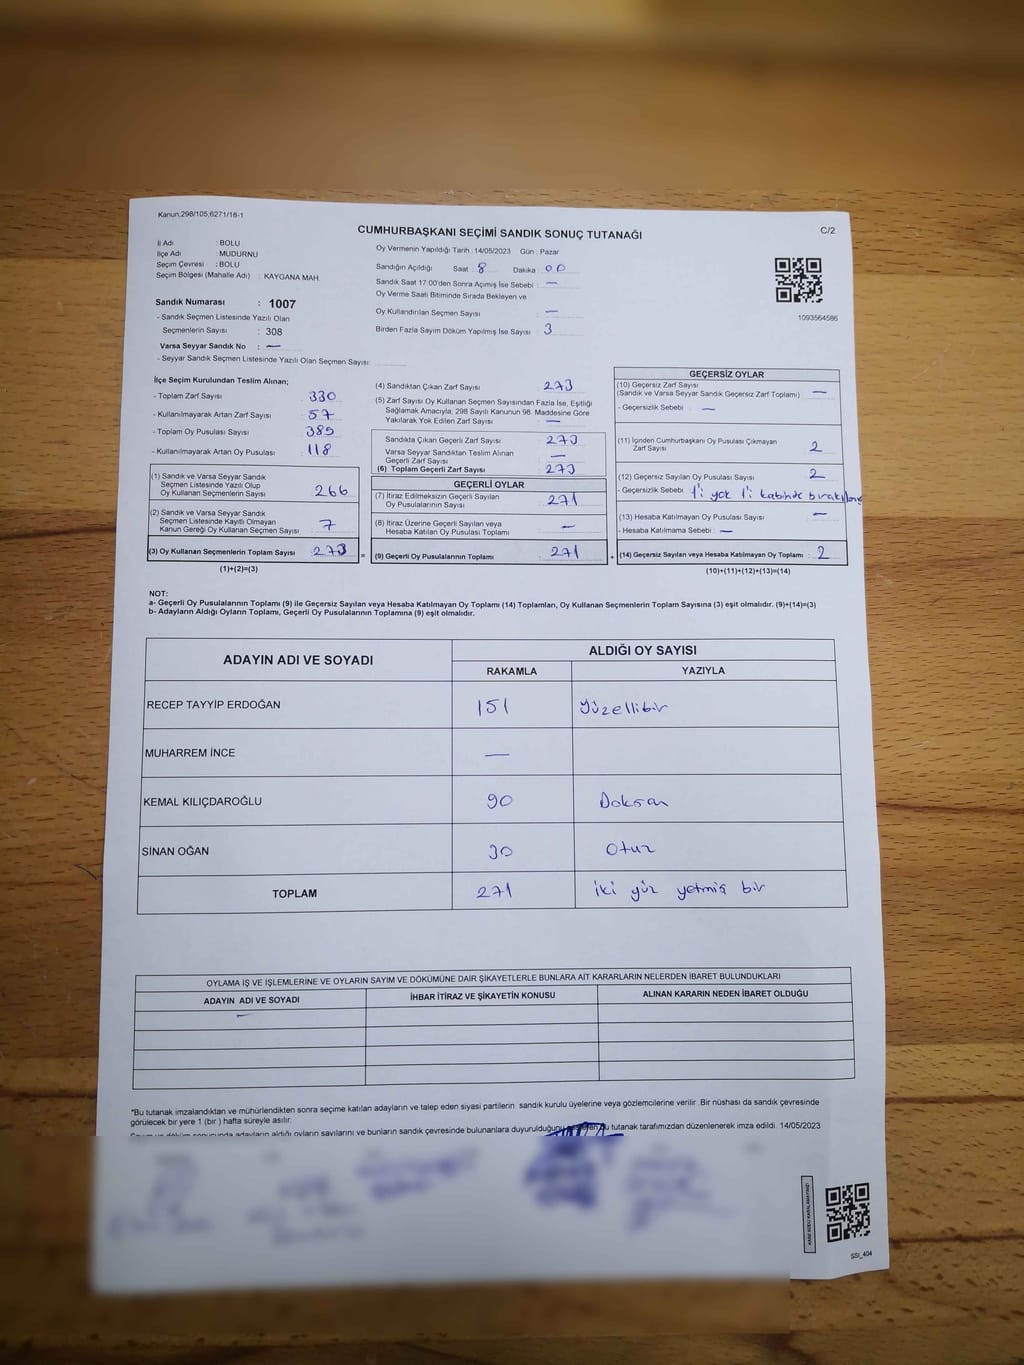 Kanun;298/105;6271/18-1
CUMHURBAŞKANI SEÇİMİ SANDIK SONUÇ TUTANAĞI
C/2
İl Adı : BOLU
İlçe Adı : MUDURNU
Seçim Çevresi : BOLU
Seçim Bölgesi (Mahalle Adı) : KAYGANA MAH.
Oy Vermenin Yapıldığı Tarih : 14/05/2023 Gün : Pazar
Sandığın Açıldığı Saat : 8 Dakika : 00
Sandık Saat 17:00'den Sonra Açımış İse Sebebi : —
Oy Verme Saati Bitiminde Sırada Bekleyen ve
Oy Kullandırılan Seçmen Sayısı : —
Birden Fazla Sayım Döküm Yapılmış İse Sayısı : 3
1093564586
Sandık Numarası : 1007
- Sandık Seçmen Listesinde Yazılı Olan
Seçmenlerin Sayısı : 308
Varsa Seyyar Sandık No : —
- Seyyar Sandık Seçmen Listesinde Yazılı Olan Seçmen Sayısı:
İlçe Seçim Kurulundan Teslim Alınan;
- Toplam Zarf Sayısı : 330
- Kullanılmayarak Artan Zarf Sayısı : 57
- Toplam Oy Pusulası Sayısı : 389
- Kullanılmayarak Artan Oy Pusulası : 118
(1) Sandık ve Varsa Seyyar Sandık
Seçmen Listesinde Yazılı Olup
Oy Kullanan Seçmenlerin Sayısı : 266
(2) Sandık ve Varsa Seyyar Sandık
Seçmen Listesinde Kayıtlı Olmayan
Kanun Gereği Oy Kullanan Seçmen Sayısı : 7
(3) Oy Kullanan Seçmenlerin Toplam Sayısı : 273
(1)+(2)=(3)
(4) Sandıktan Çıkan Zarf Sayısı : 273
(5) Zarf Sayısı Oy Kullanan Seçmen Sayısından Fazla İse, Eşitliği
Sağlamak Amacıyla; 298 Sayılı Kanunun 98. Maddesine Göre
Yakılarak Yok Edilen Zarf Sayısı : —
Sandıkta Çıkan Geçerli Zarf Sayısı : 273
Varsa Seyyar Sandıktan Teslim Alınan
Geçerli Zarf Sayısı : —
(6) Toplam Geçerli Zarf Sayısı : 273
GEÇERLİ OYLAR
(7) İtiraz Edilmeksizin Geçerli Sayılan
Oy Pusulalarının Sayısı : 271
(8) İtiraz Üzerine Geçerli Sayılan veya
Hesaba Katılan Oy Pusulaları Toplamı : —
= (9) Geçerli Oy Pusulalarının Toplamı : 271
GEÇERSİZ OYLAR
(10) Geçersiz Zarf Sayısı
(Sandık ve Varsa Seyyar Sandık Geçersiz Zarf Toplamı) : —
- Geçersizlik Sebebi : —
(11) İçinden Cumhurbaşkanı Oy Pusulası Çıkmayan
Zarf Sayısı : 2
(12) Geçersiz Sayılan Oy Pusulası Sayısı : 2
- Geçersizlik Sebebi : 1'i yok 1'i kabinde bırakılmış
(13) Hesaba Katılmayan Oy Pusulası Sayısı : —
- Hesaba Katılmama Sebebi : —
+ (14) Geçersiz Sayılan veya Hesaba Katılmayan Oy Toplamı : 2
(10)+(11)+(12)+(13)=(14)
NOT:
a- Geçerli Oy Pusulalarının Toplamı (9) ile Geçersiz Sayılan veya Hesaba Katılmayan Oy Toplamı (14) Toplamları, Oy Kullanan Seçmenlerin Toplam Sayısına (3) eşit olmalıdır. (9)+(14)=(3)
b- Adayların Aldığı Oyların Toplamı, Geçerli Oy Pusulalarının Toplamına (9) eşit olmalıdır.
ADAYIN ADI VE SOYADI
ALDIĞI OY SAYISI
RAKAMLA YAZIYLA
RECEP TAYYİP ERDOĞAN 151 Yüzellibir
MUHARREM İNCE —
KEMAL KILIÇDAROĞLU 90 Doksan
SİNAN OĞAN 30 Otuz
TOPLAM 271 iki yüz yetmiş bir
OYLAMA İŞ VE İŞLEMLERİNE VE OYLARIN SAYIM VE DÖKÜMÜNE DAİR ŞİKAYETLERLE BUNLARA AİT KARARLARIN NELERDEN İBARET BULUNDUKLARI
ADAYIN ADI VE SOYADI İHBAR İTİRAZ VE ŞİKAYETİN KONUSU ALINAN KARARIN NEDEN İBARET OLDUĞU
—
"Bu tutanak imzalandıktan ve mühürlendikten sonra seçime katılan adayların ve talep eden siyasi partilerin sandık kurulu üyelerine veya gözlemcilerine verilir .Bir nüshası da sandık çevresinde
görülecek bir yere 1 (bir ) hafta süreyle asılır.
Sayım ve döküm sonucunda adayların aldığı oyların sayılarını ve bunların sandık çevresinde bulunanlara duyurulduğunu tutanak tarafımızdan düzenlenerek imza edildi. 14/05/2023
KARE KODU KARALAMAYINIZ!
SSI_404